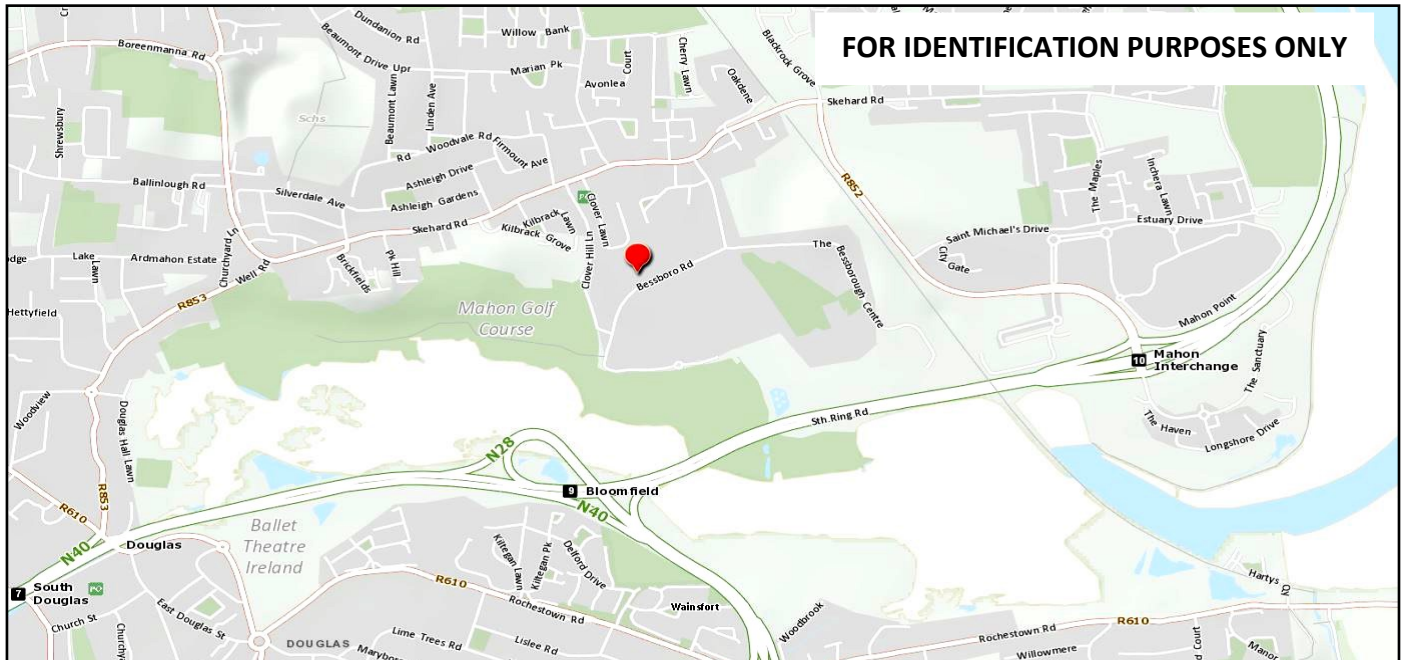 FOR IDENTIFICATION PURPOSES ONLY
Dundanion Rd
Willow Bank
Boreenmanna Rd
Beaumont Drive Upr
Marian Pk
Avonlea
Court
Cherry Lawn
Oakdene
Blackrock Grove
Skehard Rd
Shrewsbury
Schs
Beaumont Lawn
Linden Ave
Woodvale Rd
Rd
Firmount Ave
R852
The Maples
Inchera Lawn
Ballinlough Rd
Silverdale Ave
Ashleigh Drive
Ashleigh Gardens
Estuary Drive
Skehard Rd
Kilbrack Lawn
Kilbrack Grove
Clover Lawn
Clover Hill Ln
Saint Michael's Drive
City Gate
The Bessborough Centre
Lake Lawn
Ardmahon Estate
Churchyard Ln
Well Rd
Brickfields
Pk Hill
Bessboro Rd
R853
Hettyfield
Mahon Golf
Course
Mahon Point
10 Mahon
Interchange
The Sanctuary
Woodview
Douglas Hall Lawn
Sth Ring Rd
The Haven
Longshore Drive
N28
R853
9 Bloomfield
N40
R610
Ballet
Theatre
Ireland
N40
Douglas
Kiltegan Lawn
Kiltegan Pk
Delford Drive
Hartys Qy
7 South
Douglas
PO
R610
Rochestown Rd
Wainsfort
Woodbrook
R610
Church St
East Douglas St
DOUGLAS
Lime Trees Rd
Lislee Rd
Rochestown Rd
Willowmere
Court
Manor